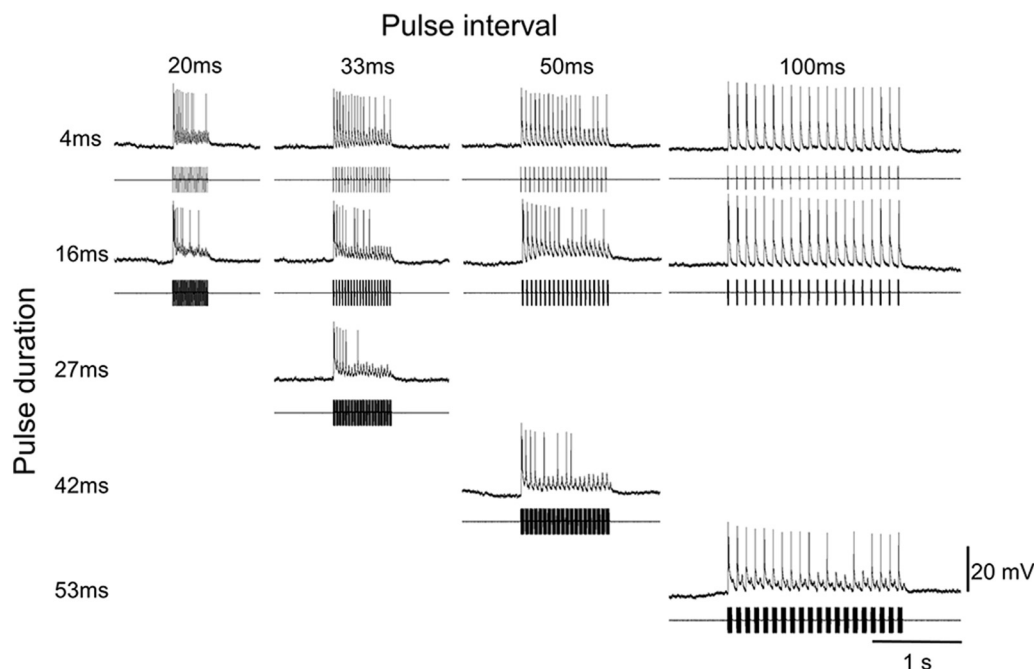 Pulse interval
20ms 33ms 50ms 100ms
4ms
16ms
Pulse duration
27ms
42ms
53ms
20 mV
1 s